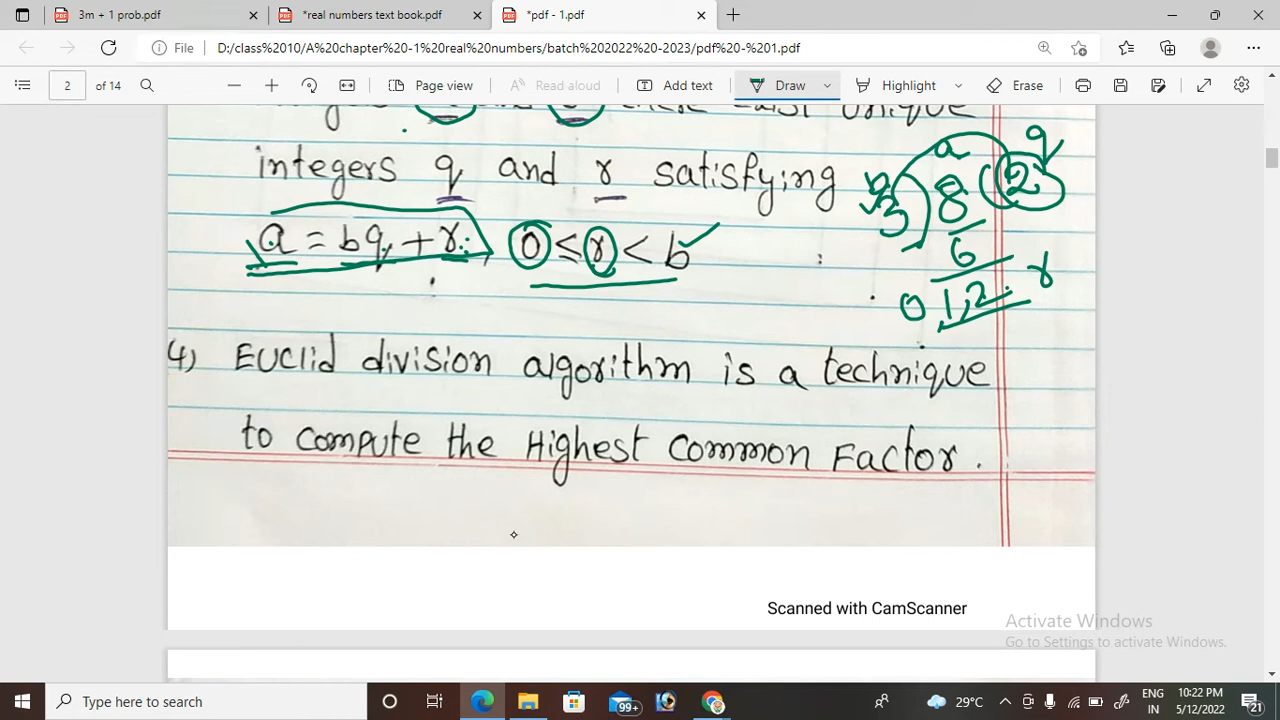 3m + 1 prob.pdf
*real numbers text book.pdf
*pdf - 1.pdf
File
D:/class%2010/A%20chapter%20-1%20real%20numbers/batch%202022%20-2023/pdf%20-%201.pdf
2 of 14
Page view
Read aloud
Add text
Draw
Highlight
Erase
unique
integers q and r satisfying
a = bq + r. 0 ≤ r < b
a
q
3) 8 (2
6
0 1, 2 r
4) Euclid division algorithm is a technique
to compute the Highest Common Factor.
Scanned with CamScanner
Activate Windows
Go to Settings to activate Windows.
Type here to search
99+
29°C
ENG
IN
10:22 PM
5/12/2022
21